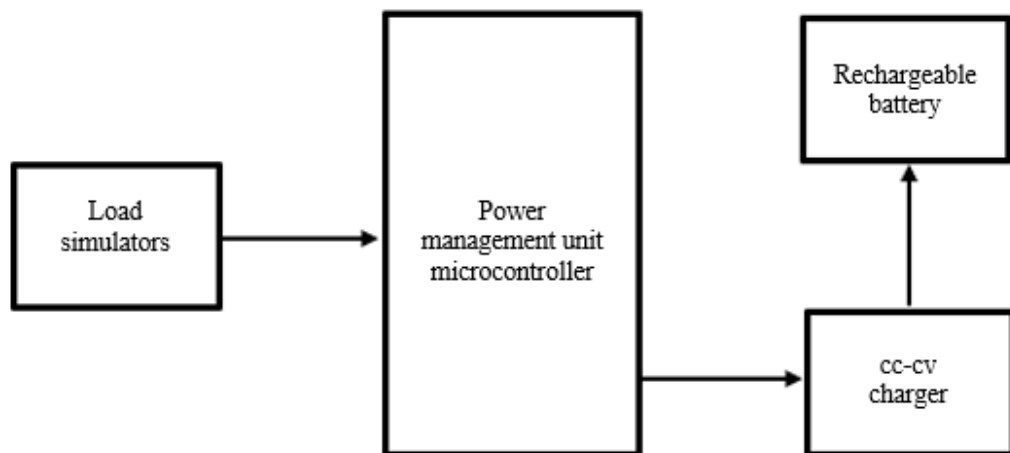 Load
simulators
Power
management unit
microcontroller
Rechargeable
battery
cc-cv
charger